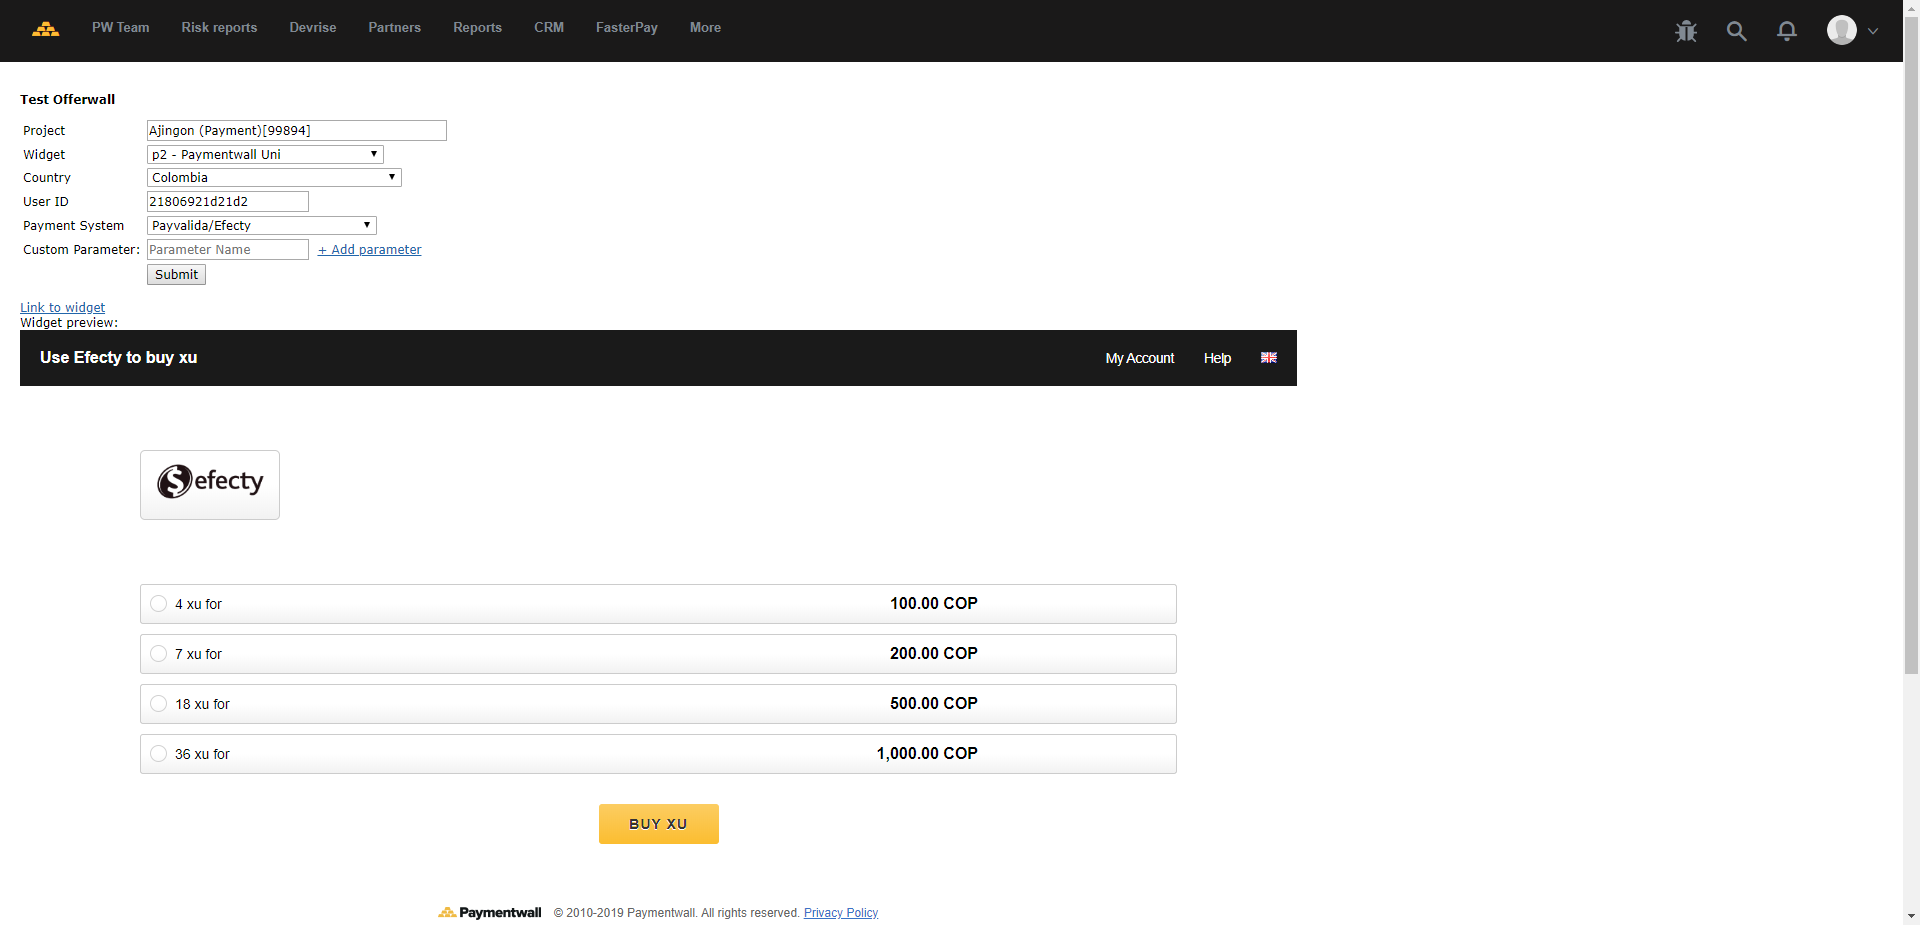 PW Team Risk reports Devrise Partners Reports CRM FasterPay More
Test Offerwall
Project Ajingon (Payment)[99894]
Widget p2 - Paymentwall Uni
Country Colombia
User ID 21806921d21d2
Payment System Payvalida/Efecty
Custom Parameter: Parameter Name + Add parameter
Submit
Link to widget
Widget preview:
Use Efecty to buy xu My Account Help
efecty
4 xu for 100.00 COP
7 xu for 200.00 COP
18 xu for 500.00 COP
36 xu for 1,000.00 COP
BUY XU
Paymentwall © 2010-2019 Paymentwall. All rights reserved. Privacy Policy